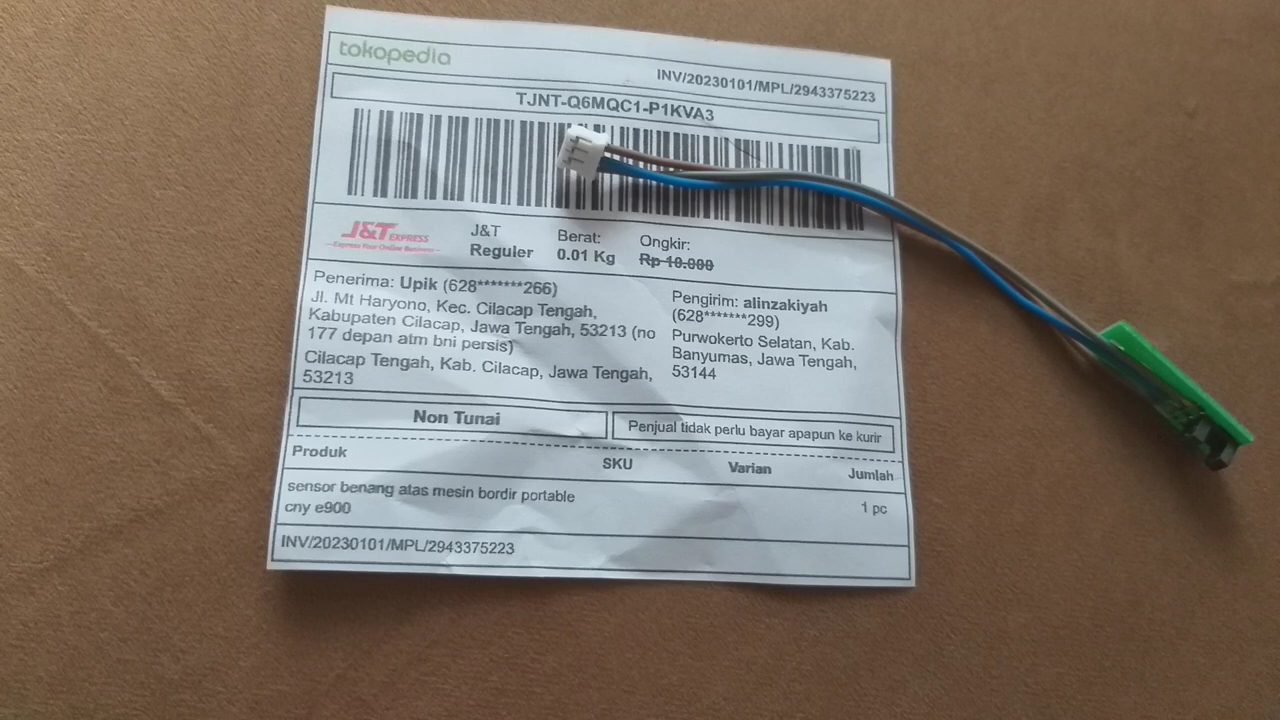 tokopedia
INV/20230101/MPL/2943375223
TJNT-Q6MQC1-P1KVA3
J&T EXPRESS
Express Your Online Business
J&T
Reguler
Berat:
0.01 Kg
Ongkir:
Rp 10.000
Penerima: Upik (628*******266)
Jl. Mt Haryono, Kec. Cilacap Tengah,
Kabupaten Cilacap, Jawa Tengah, 53213 (no
177 depan atm bni persis)
Cilacap Tengah, Kab. Cilacap, Jawa Tengah,
53213
Pengirim: alinzakiyah
(628*******299)
Purwokerto Selatan, Kab.
Banyumas, Jawa Tengah,
53144
Non Tunai
Penjual tidak perlu bayar apapun ke kurir
Produk SKU Varian Jumlah
sensor benang atas mesin bordir portable
cny e900
1 pc
INV/20230101/MPL/2943375223